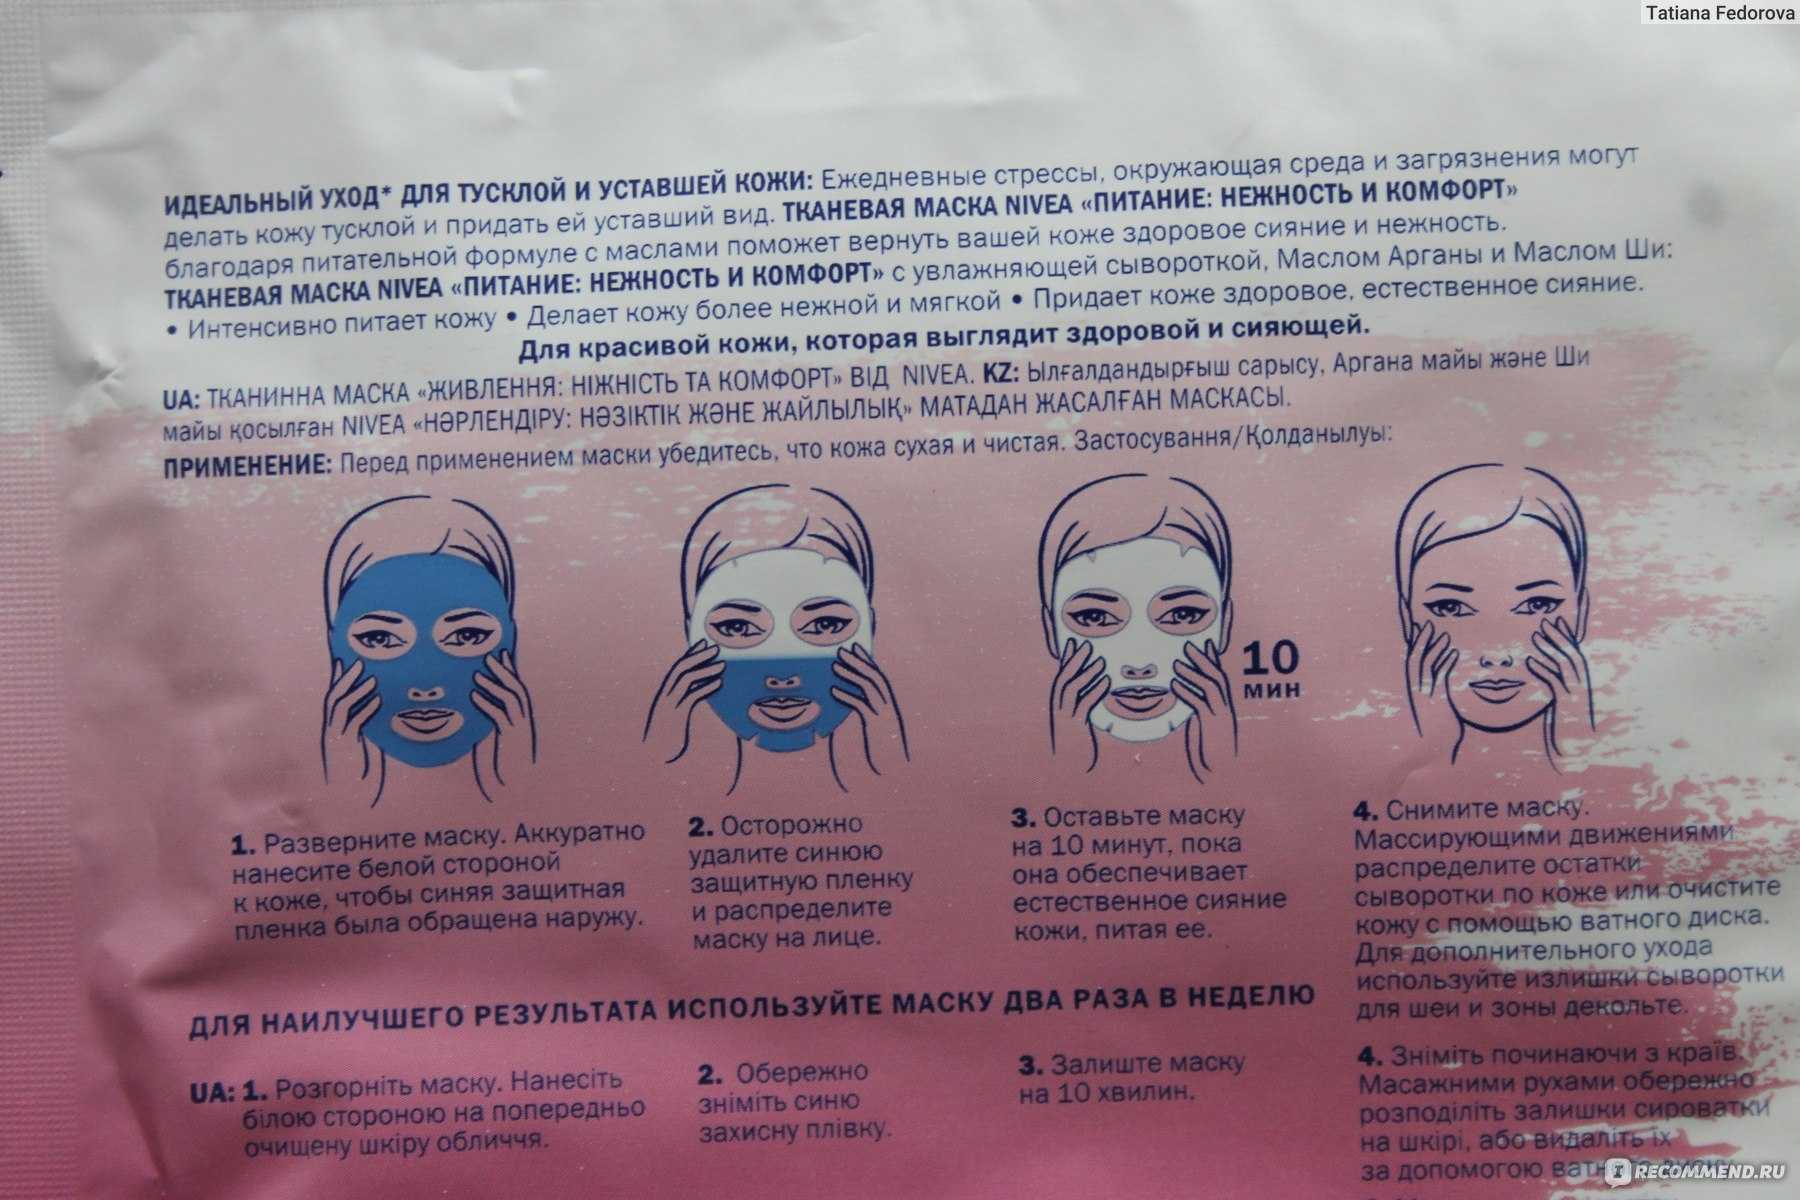 Tatiana Fedorova
ИДЕАЛЬНЫЙ УХОД* ДЛЯ ТУСКЛОЙ И УСТАВШЕЙ КОЖИ: Ежедневные стрессы, окружающая среда и загрязнения могут
делать кожу тусклой и придать ей уставший вид. ТКАНЕВАЯ МАСКА NIVEA «ПИТАНИЕ: НЕЖНОСТЬ И КОМФОРТ»
благодаря питательной формуле с маслами поможет вернуть вашей коже здоровое сияние и нежность.
ТКАНЕВАЯ МАСКА NIVEA «ПИТАНИЕ: НЕЖНОСТЬ И КОМФОРТ» с увлажняющей сывороткой, Маслом Арганы и Маслом Ши:
• Интенсивно питает кожу • Делает кожу более нежной и мягкой • Придает коже здоровое, естественное сияние.
Для красивой кожи, которая выглядит здоровой и сияющей.
UA: ТКАНИННА МАСКА «ЖИВЛЕННЯ: НІЖНІСТЬ ТА КОМФОРТ» ВІД NIVEA. KZ: Ылғалдандырғыш сарысу, Аргана майы және Ши
майы қосылған NIVEA «НӘРЛЕНДІРУ: НӘЗІКТІК ЖӘНЕ ЖАЙЛЫЛЫҚ» МАТАДАН ЖАСАЛҒАН МАСКАСЫ.
ПРИМЕНЕНИЕ: Перед применением маски убедитесь, что кожа сухая и чистая. Застосування/Қолданылуы:
10
МИН
1. Разверните маску. Аккуратно
нанесите белой стороной
к коже, чтобы синяя защитная
пленка была обращена наружу.
2. Осторожно
удалите синюю
защитную пленку
и распределите
маску на лице.
3. Оставьте маску
на 10 минут, пока
она обеспечивает
естественное сияние
кожи, питая ее.
4. Снимите маску.
Массирующими движениями
распределите остатки
сыворотки по коже или очистите
кожу с помощью ватного диска.
Для дополнительного ухода
используйте излишки сыворотки
для шеи и зоны декольте.
ДЛЯ НАИЛУЧШЕГО РЕЗУЛЬТАТА ИСПОЛЬЗУЙТЕ МАСКУ ДВА РАЗА В НЕДЕЛЮ
UA: 1. Розгорніть маску. Нанесіть
білою стороною на попередньо
очищену шкіру обличчя.
2. Обережно
зніміть синю
захисну плівку.
3. Залиште маску
на 10 хвилин.
4. Зніміть починаючи з країв.
Масажними рухами обережно
розподіліть залишки сироватки
на шкірі, або видаліть їх
за допомогою
RECOMMEND.RU